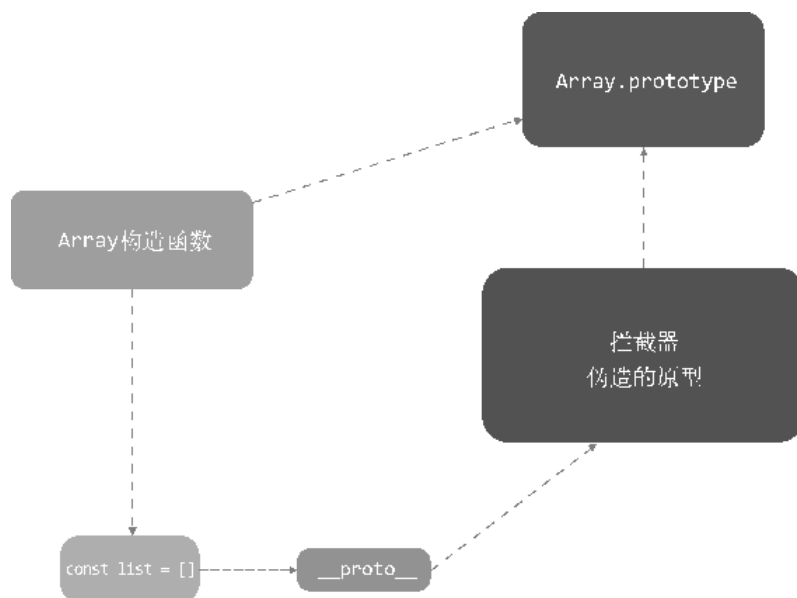 Array.prototype
Array构造函数
拦截器
伪造的原型
const list = []
__proto__